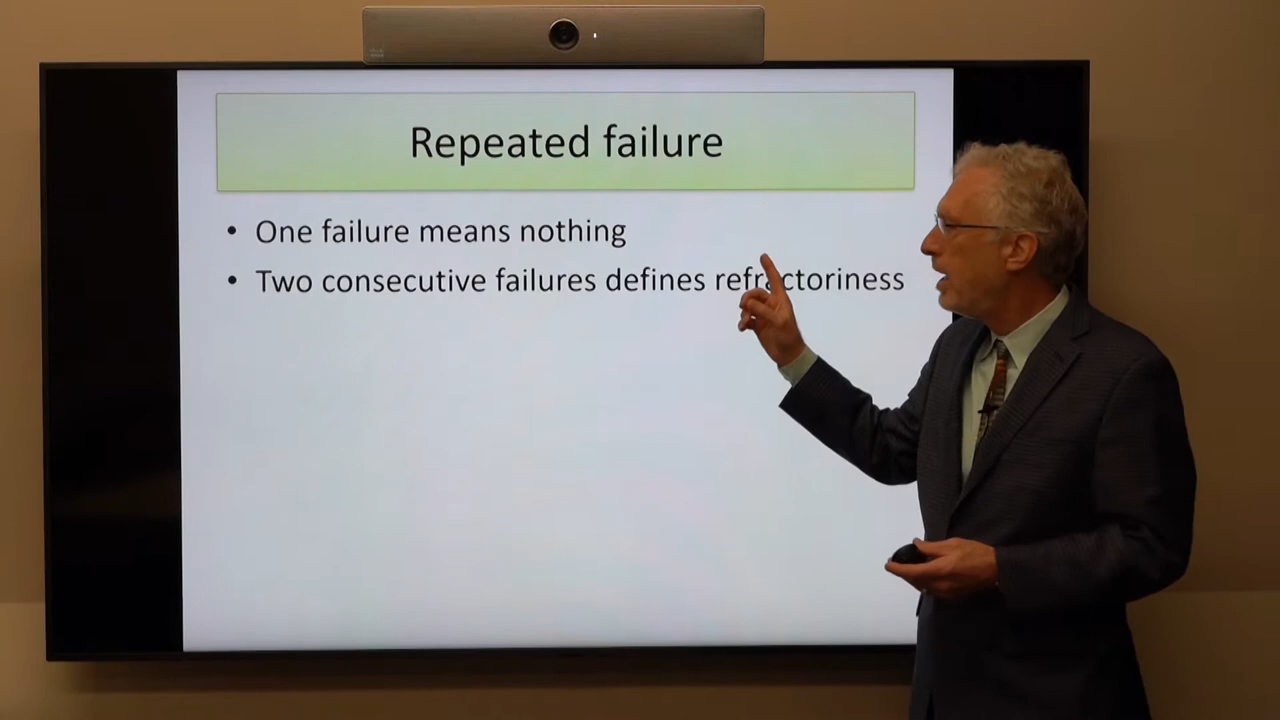 Repeated failure
• One failure means nothing
• Two consecutive failures defines refractoriness